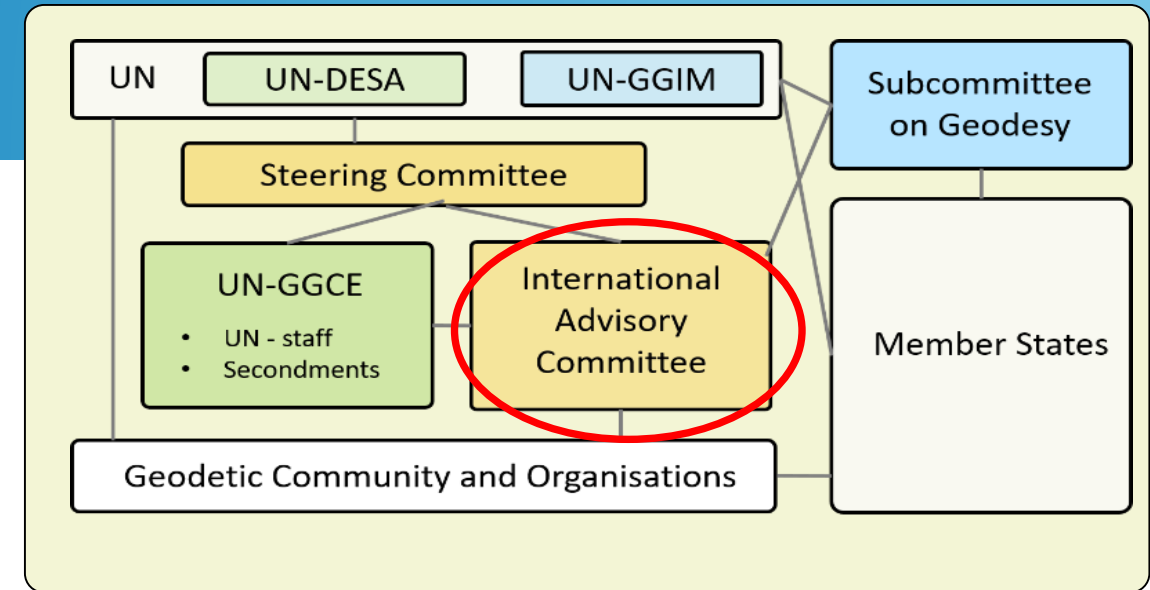 UN
UN-DESA
UN-GGIM
Subcommittee
on Geodesy
Steering Committee
UN-GGCE
• UN - staff
• Secondments
International
Advisory
Committee
Member States
Geodetic Community and Organisations